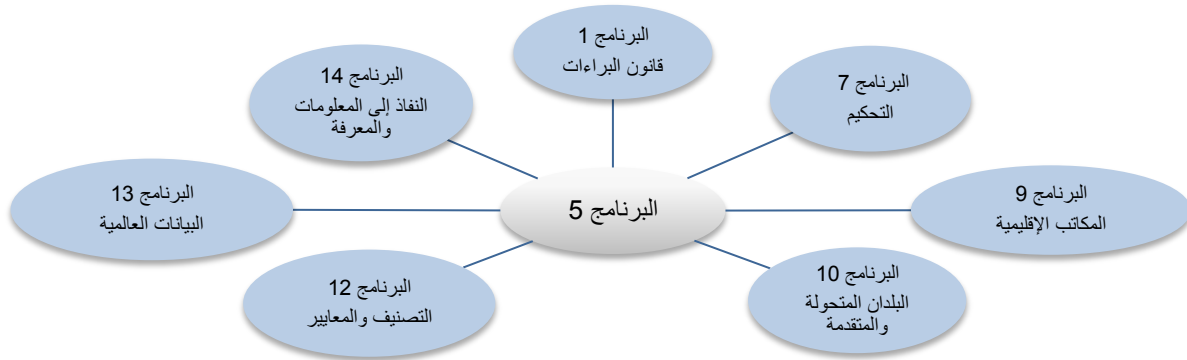 البرنامج 1
قانون البراءات
البرنامج 7
التحكيم
البرنامج 14
النفاذ إلى المعلومات
والمعرفة
البرنامج 9
المكاتب الإقليمية
البرنامج 5
البرنامج 13
البيانات العالمية
البرنامج 10
البلدان المتحولة
والمتقدمة
البرنامج 12
التصنيف والمعايير